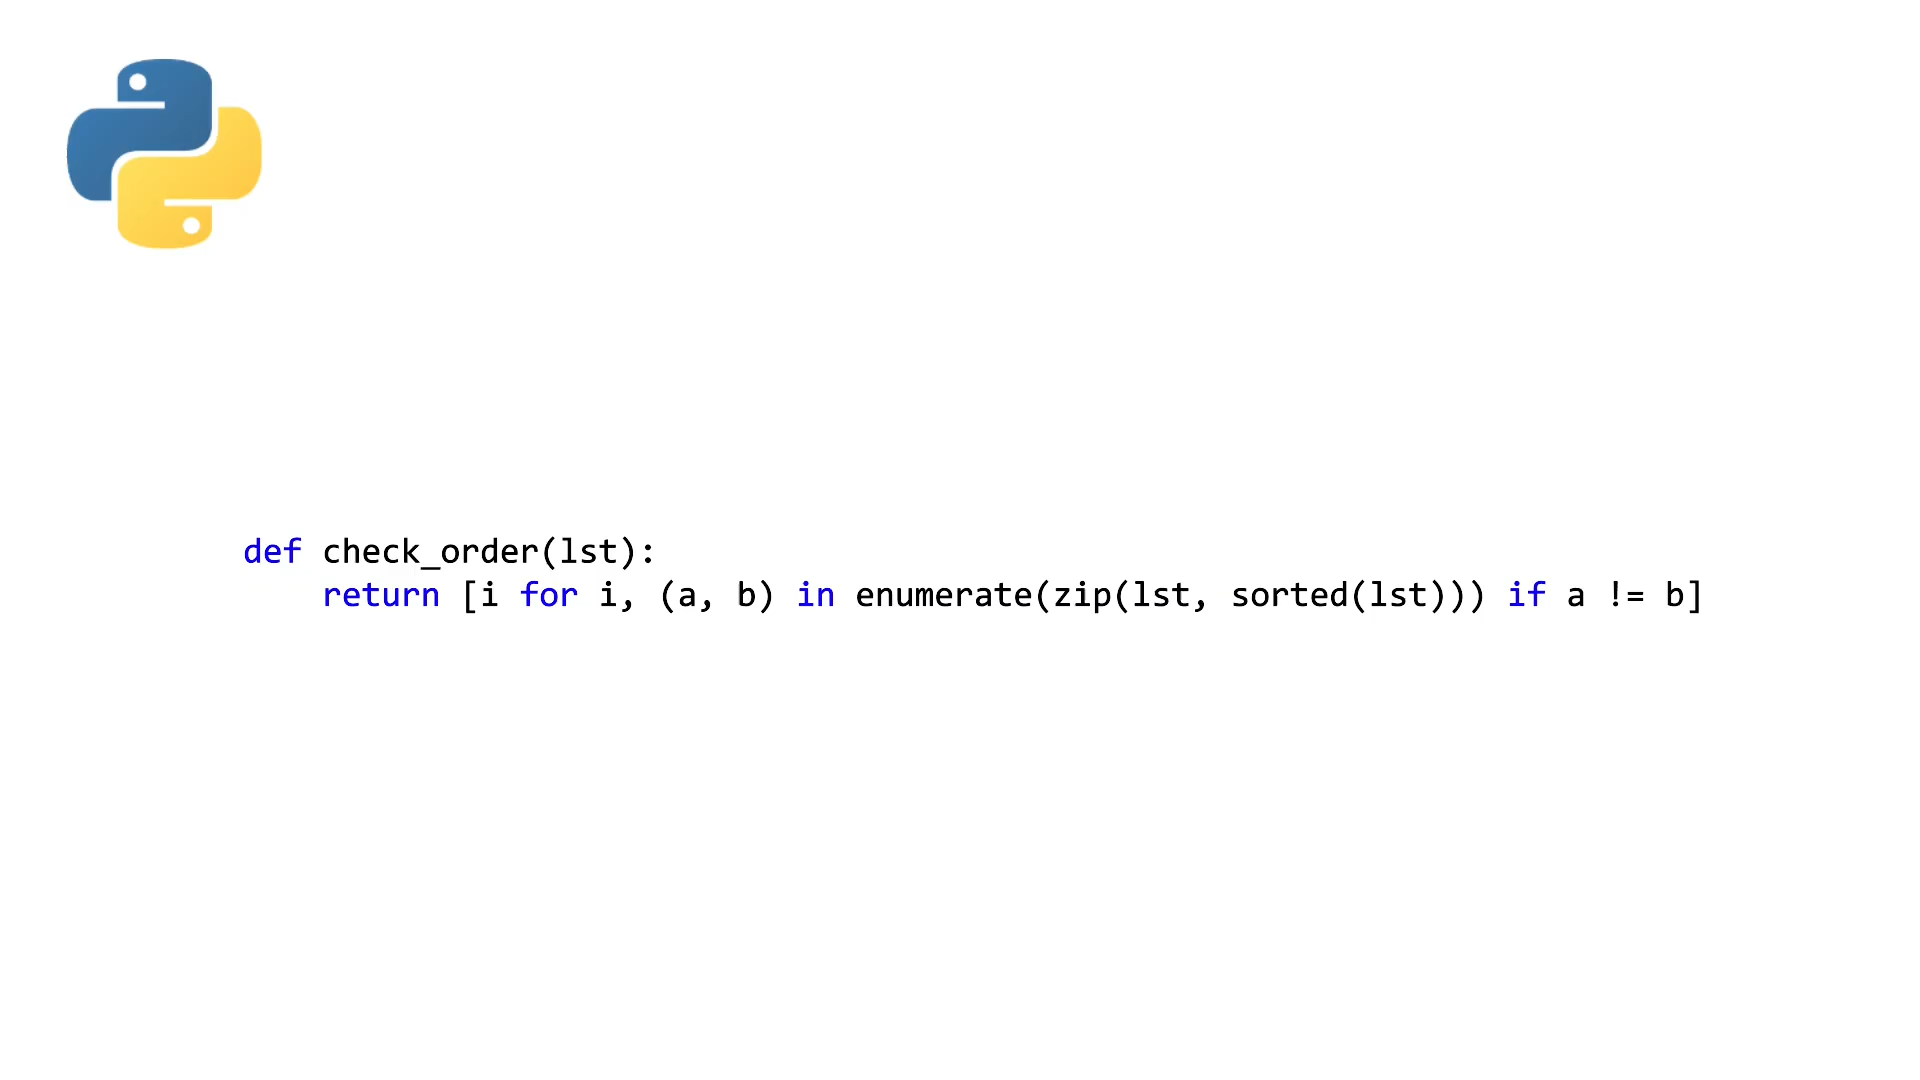 def check_order(lst):
    return [i for i, (a, b) in enumerate(zip(lst, sorted(lst))) if a != b]